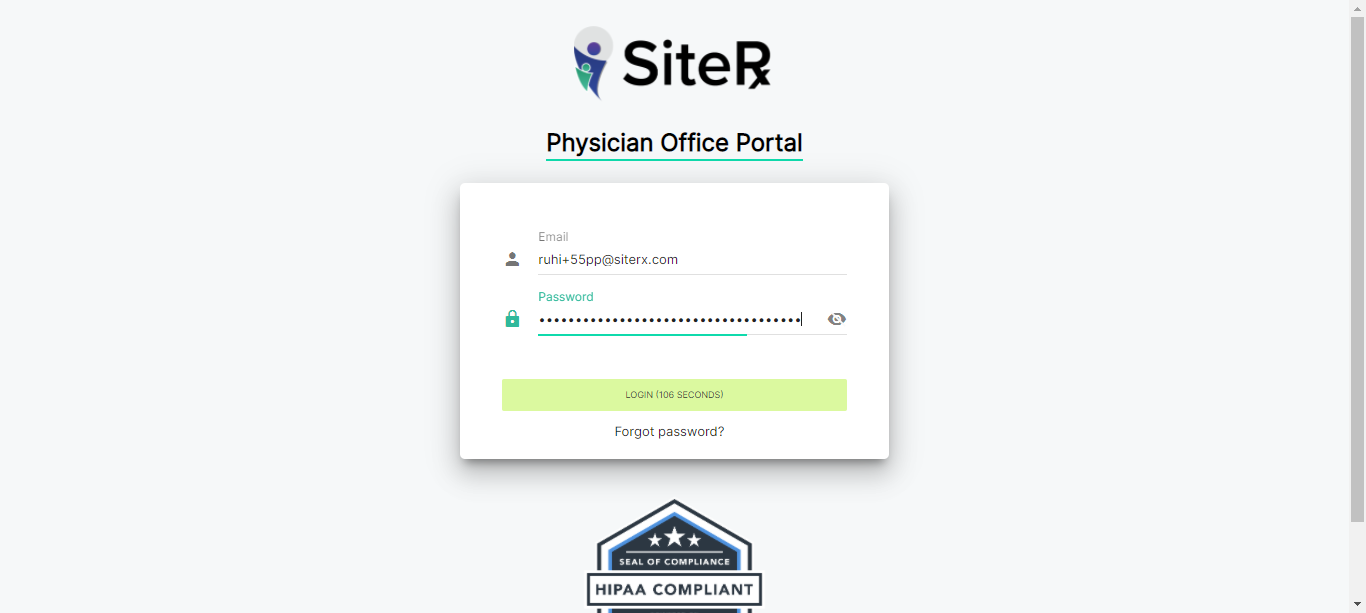 SiteRx
Physician Office Portal
Email
ruhi+55pp@siterx.com
Password
••••••••••••••••••••••••••••••••••••
LOGIN (106 SECONDS)
Forgot password?
SEAL OF COMPLIANCE
HIPAA COMPLIANT